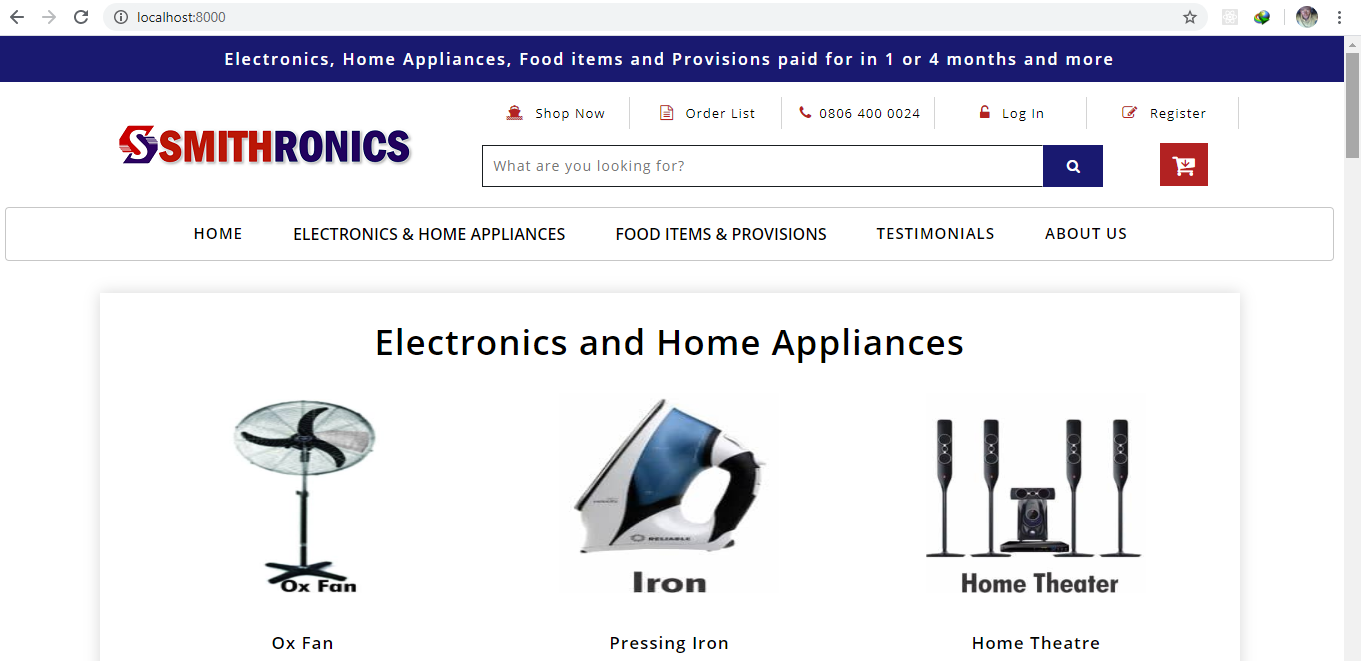 localhost:8000
Electronics, Home Appliances, Food items and Provisions paid for in 1 or 4 months and more
Shop Now
Order List
0806 400 0024
Log In
Register
SMITHRONICS
What are you looking for?
HOME
ELECTRONICS & HOME APPLIANCES
FOOD ITEMS & PROVISIONS
TESTIMONIALS
ABOUT US
Electronics and Home Appliances
RELIABLE
Ox Fan
Iron
Home Theater
Ox Fan
Pressing Iron
Home Theatre